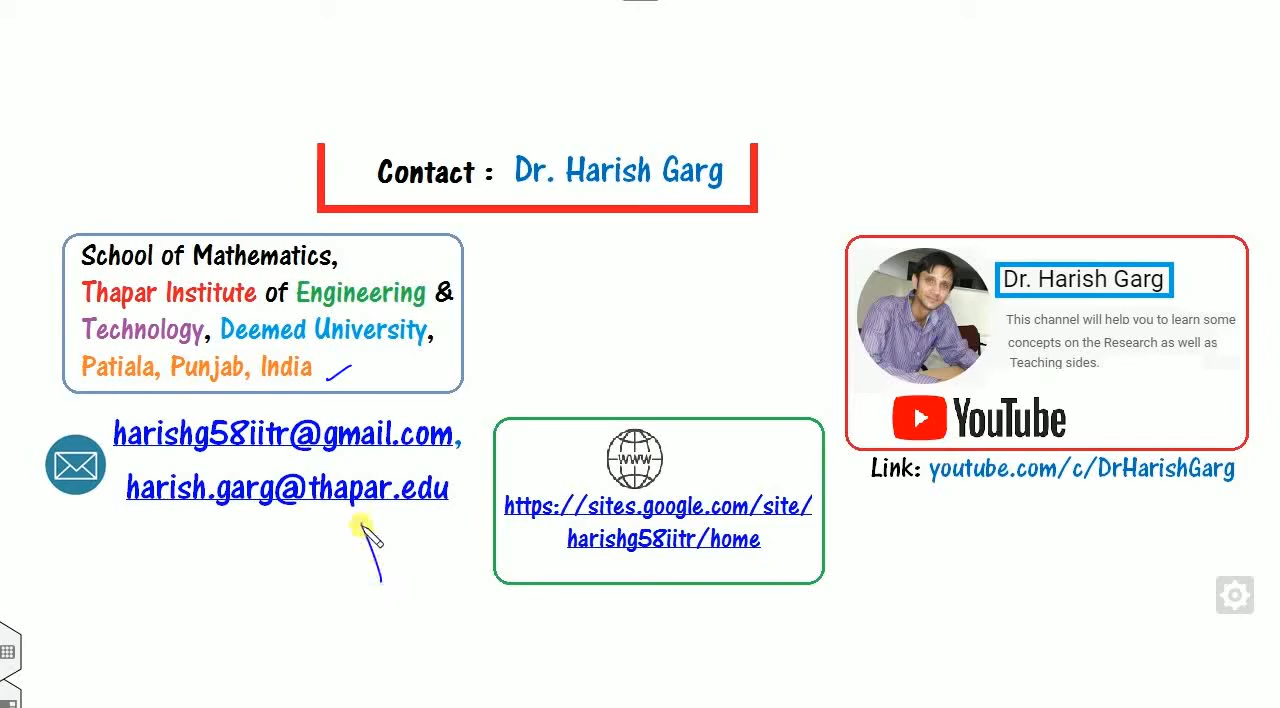 Contact : Dr. Harish Garg
School of Mathematics,
Thapar Institute of Engineering &
Technology, Deemed University,
Patiala, Punjab, India
harishg58iitr@gmail.com,
harish.garg@thapar.edu
WWW
https://sites.google.com/site/
harishg58iitr/home
Dr. Harish Garg
This channel will help you to learn some
concepts on the Research as well as
Teaching sides.
YouTube
Link: youtube.com/c/DrHarishGarg